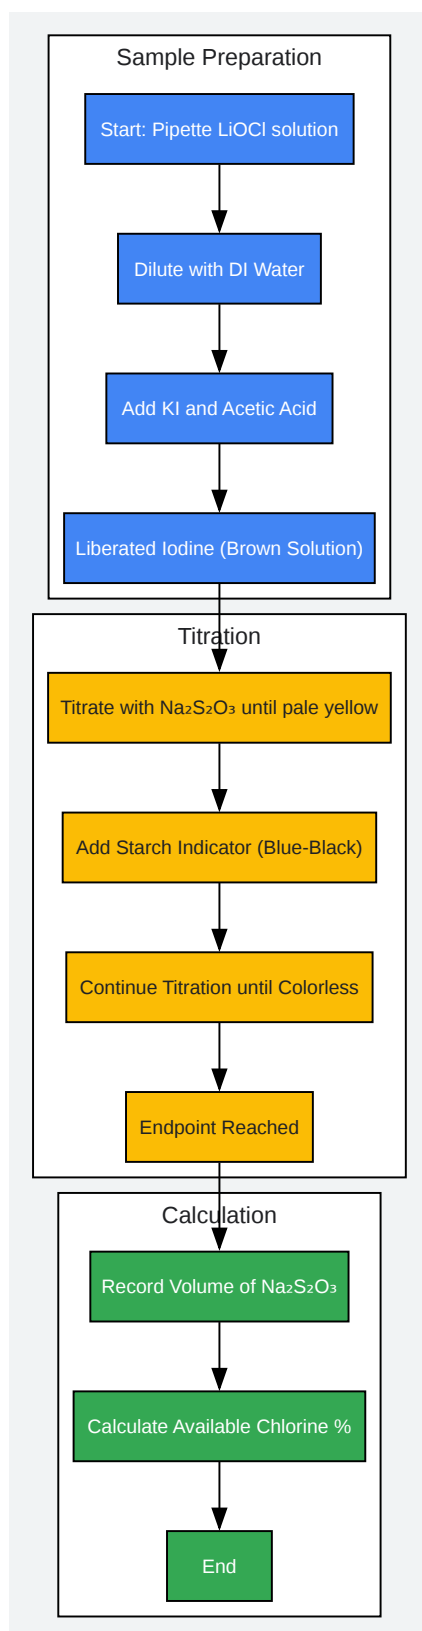 Sample Preparation
Start: Pipette LiOCl solution
Dilute with DI Water
Add KI and Acetic Acid
Liberated Iodine (Brown Solution)
Titration
Titrate with Na₂S₂O₃ until pale yellow
Add Starch Indicator (Blue-Black)
Continue Titration until Colorless
Endpoint Reached
Calculation
Record Volume of Na₂S₂O₃
Calculate Available Chlorine %
End